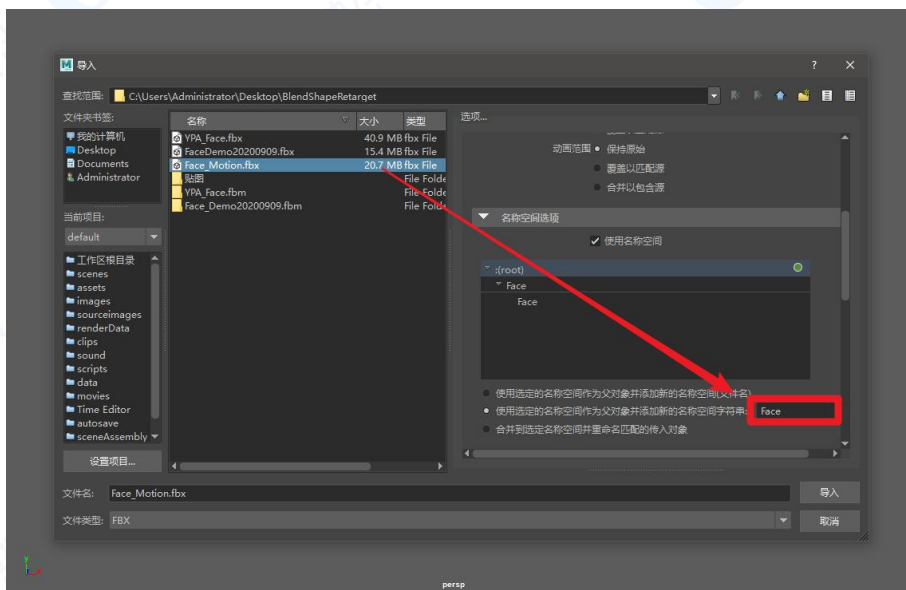 导入
? ×
查找范围: C:\Users\Administrator\Desktop\BlendShapeRetarget
文件夹书签:
我的计算机
Desktop
Documents
Administrator
当前项目:
default
工作区根目录
scenes
assets
images
sourceimages
renderData
clips
sound
scripts
data
movies
Time Editor
autosave
sceneAssembly
设置项目...
名称 大小 类型
YPA_Face.fbx 40.9 MB fbx File
FaceDemo20200909.fbx 15.4 MB fbx File
Face_Motion.fbx 20.7 MB fbx File
贴图 File Folde
YPA_Face.fbm File Folde
Face_Demo20200909.fbm File Folde
选项...
动画范围 保持原始
覆盖以匹配源
合并以包含源
名称空间选项
使用名称空间
:(root)
Face
Face
使用选定的名称空间作为父对象并添加新的名称空间(文件名)
使用选定的名称空间作为父对象并添加新的名称空间字符串: Face
合并到选定名称空间并重命名匹配的传入对象
文件名: Face_Motion.fbx 导入
文件类型: FBX 取消
y
x
persp